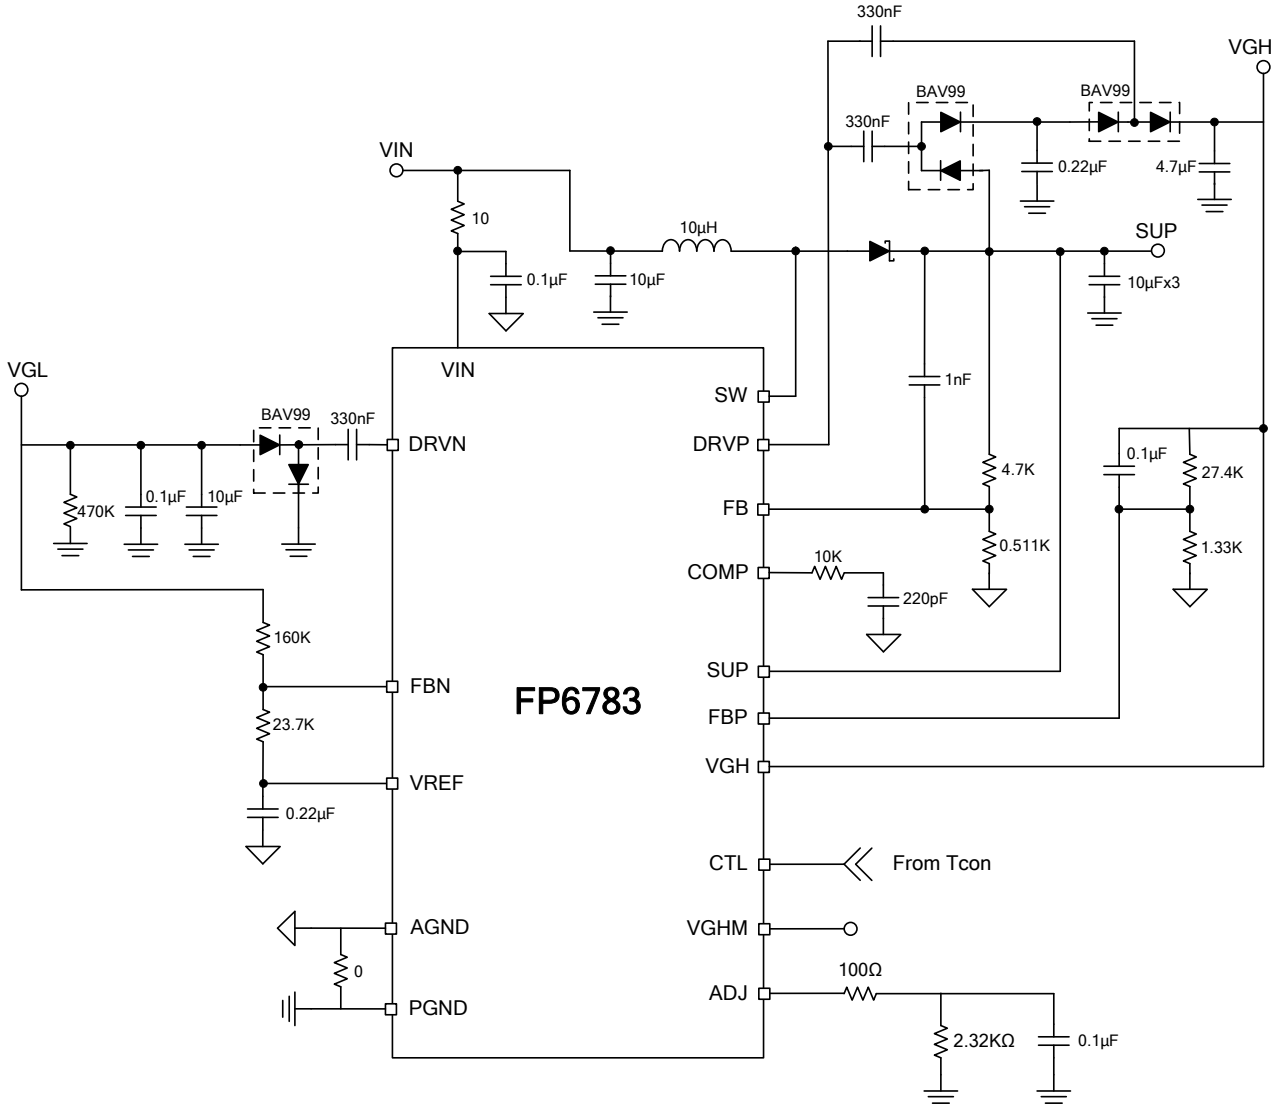 330nF
VGH
BAV99
BAV99
330nF
VIN
0.22µF
4.7µF
10
10µH
SUP
0.1µF
10µF
10µFx3
VIN
VGL
SW
1nF
BAV99
330nF
DRVN
DRVP
0.1µF
4.7K
27.4K
470K
0.1µF
10µF
FB
0.511K
1.33K
COMP
10K
220pF
160K
SUP
FBN
FP6783
FBP
23.7K
VGH
VREF
0.22µF
CTL
From Tcon
AGND
VGHM
0
100Ω
ADJ
PGND
2.32KΩ
0.1µF